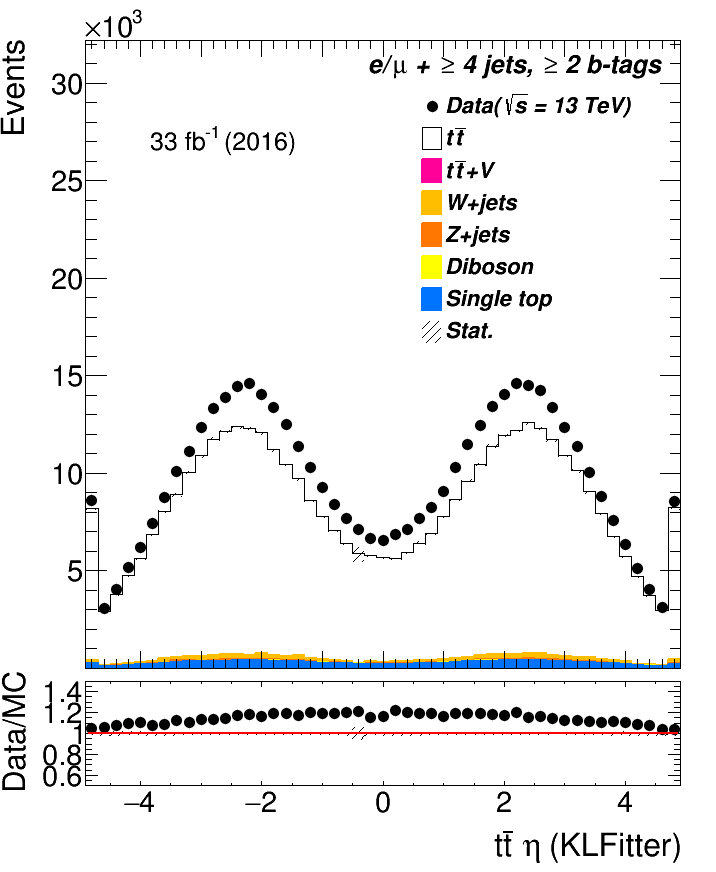 ×10³
Events
e/μ + ≥ 4 jets, ≥ 2 b-tags
Data(√s = 13 TeV)
33 fb⁻¹ (2016)
tt̄
tt̄+V
W+jets
Z+jets
Diboson
Single top
Stat.
30
25
20
15
10
5
Data/MC
1.4
1.2
1
0.8
0.6
−4 −2 0 2 4
tt̄ η (KLFitter)